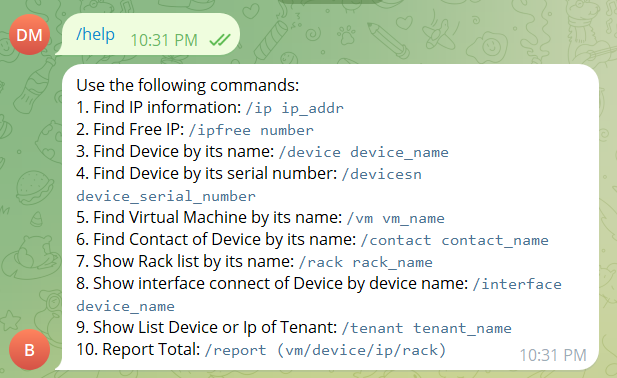 DM
/help 10:31 PM
Use the following commands:
1. Find IP information: /ip ip_addr
2. Find Free IP: /ipfree number
3. Find Device by its name: /device device_name
4. Find Device by its serial number: /devicesn
device_serial_number
5. Find Virtual Machine by its name: /vm vm_name
6. Find Contact of Device by its name: /contact contact_name
7. Show Rack list by its name: /rack rack_name
8. Show interface connect of Device by device name: /interface
device_name
9. Show List Device or Ip of Tenant: /tenant tenant_name
10. Report Total: /report (vm/device/ip/rack)
B
10:31 PM